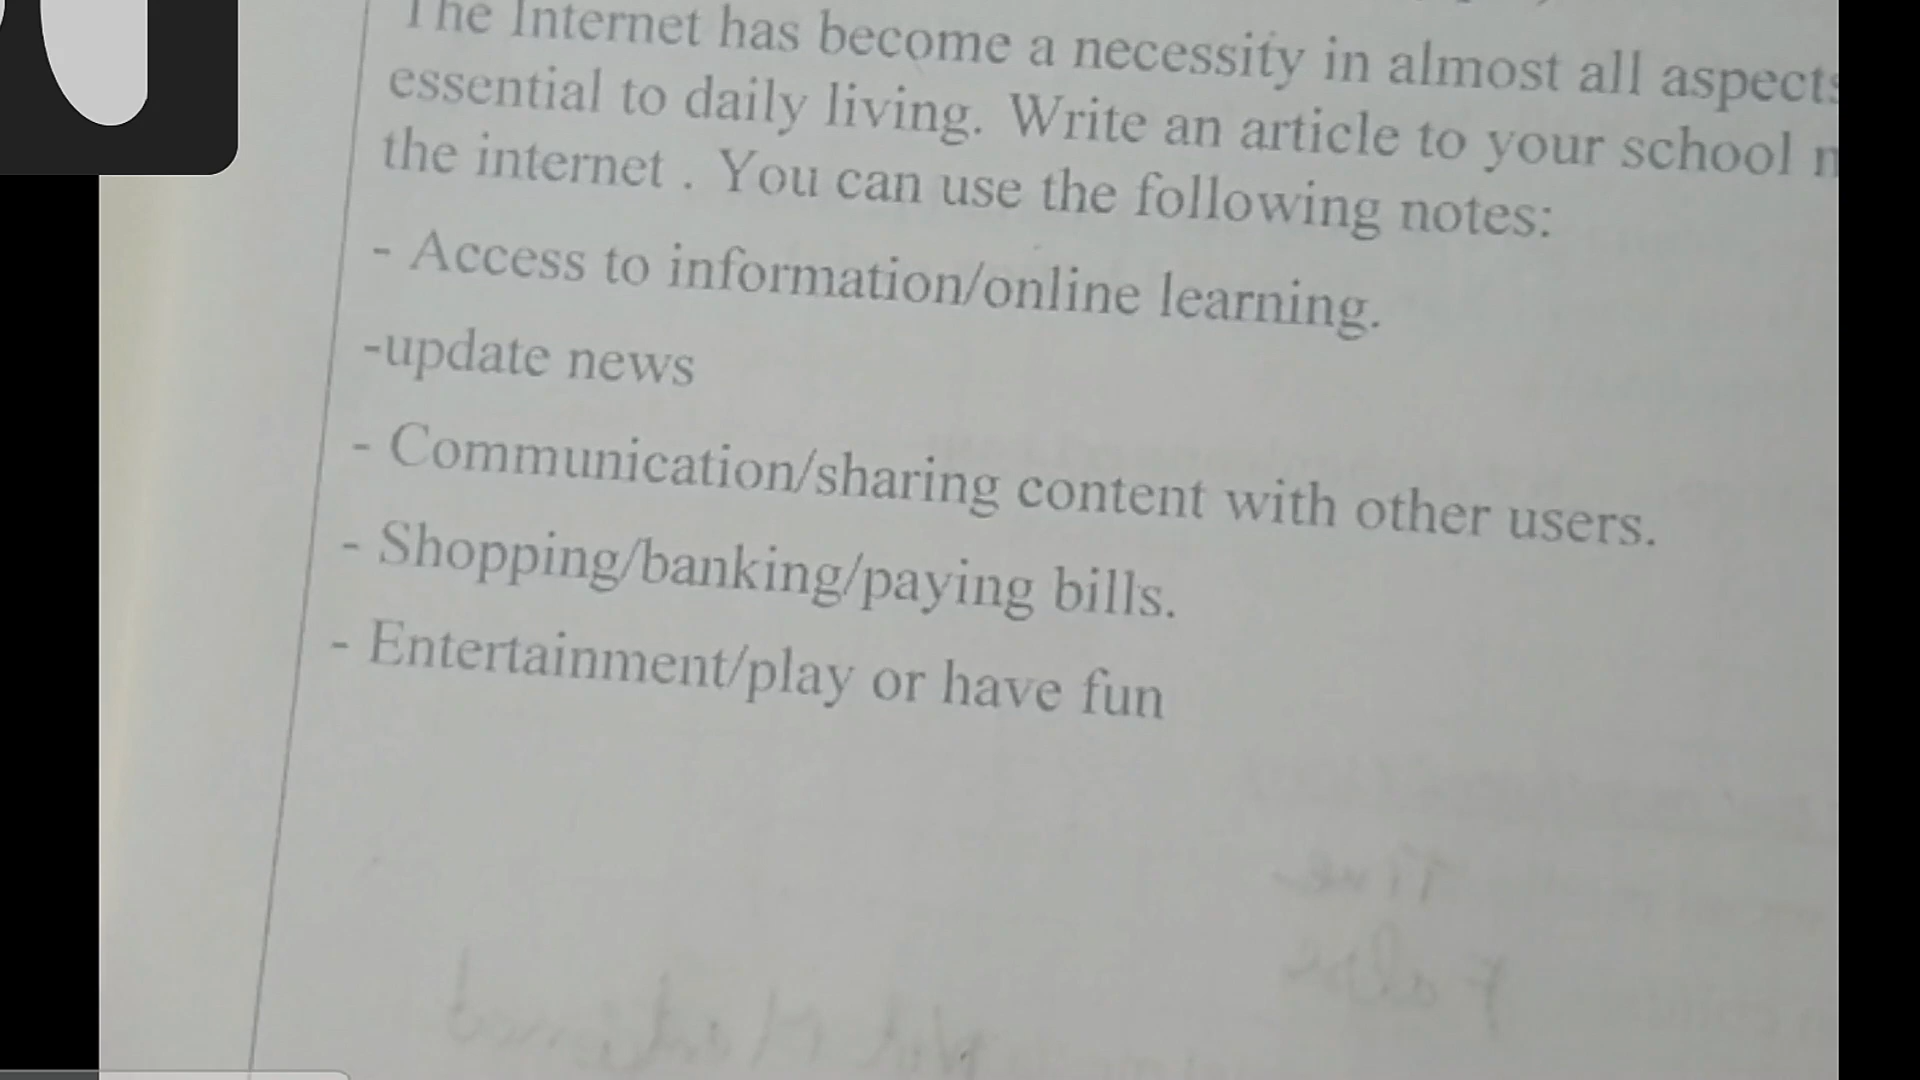 The Internet has become a necessity in almost all aspects
essential to daily living. Write an article to your school
the internet . You can use the following notes:
- Access to information/online learning.
-update news
- Communication/sharing content with other users.
- Shopping/banking/paying bills.
- Entertainment/play or have fun